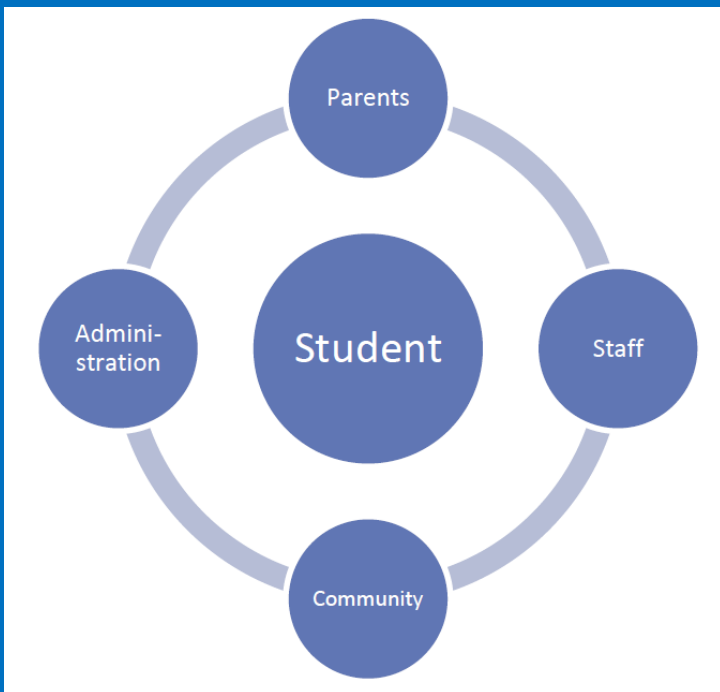 Parents
Admini-
stration
Student
Staff
Community